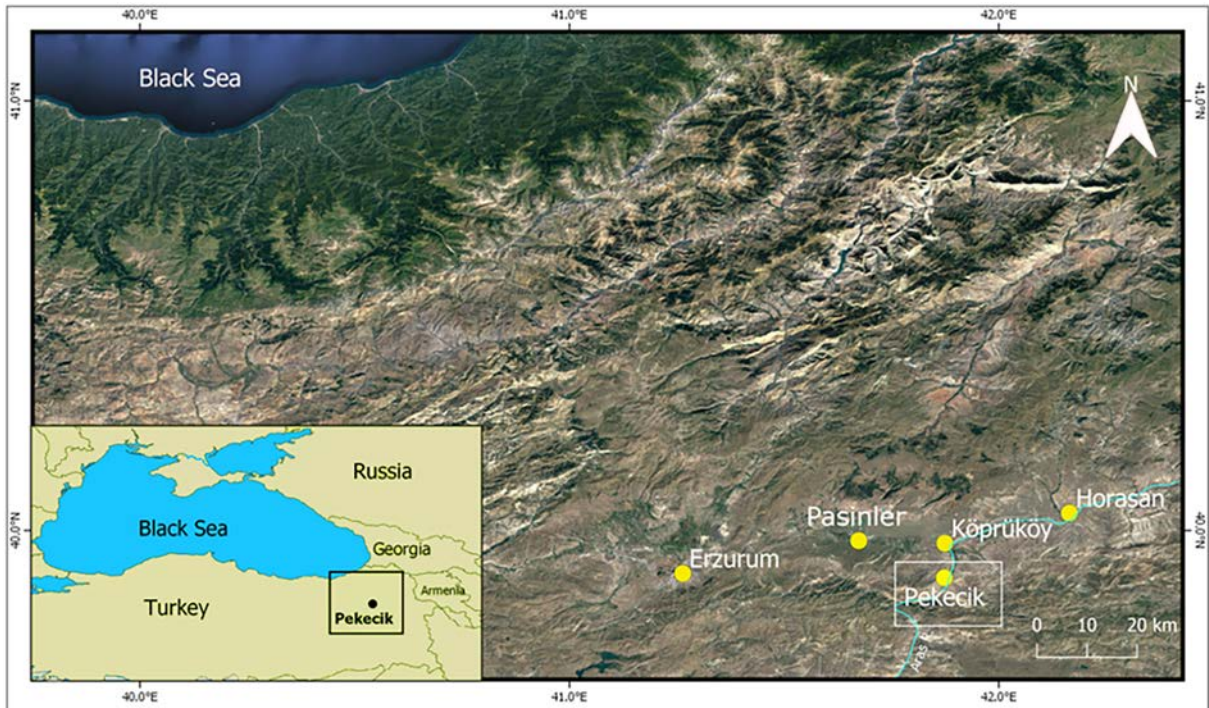 40.0°E 41.0°E 42.0°E
Black Sea
41.0°N
41.0°N
N
Russia
Black Sea
Georgia
Armenia
Turkey
Pekecik
Horasan
Pasinler
Köprüköy
40.0°N
40.0°N
Erzurum
Pekecik
0 10 20 km
Aras R.
40.0°E 41.0°E 42.0°E